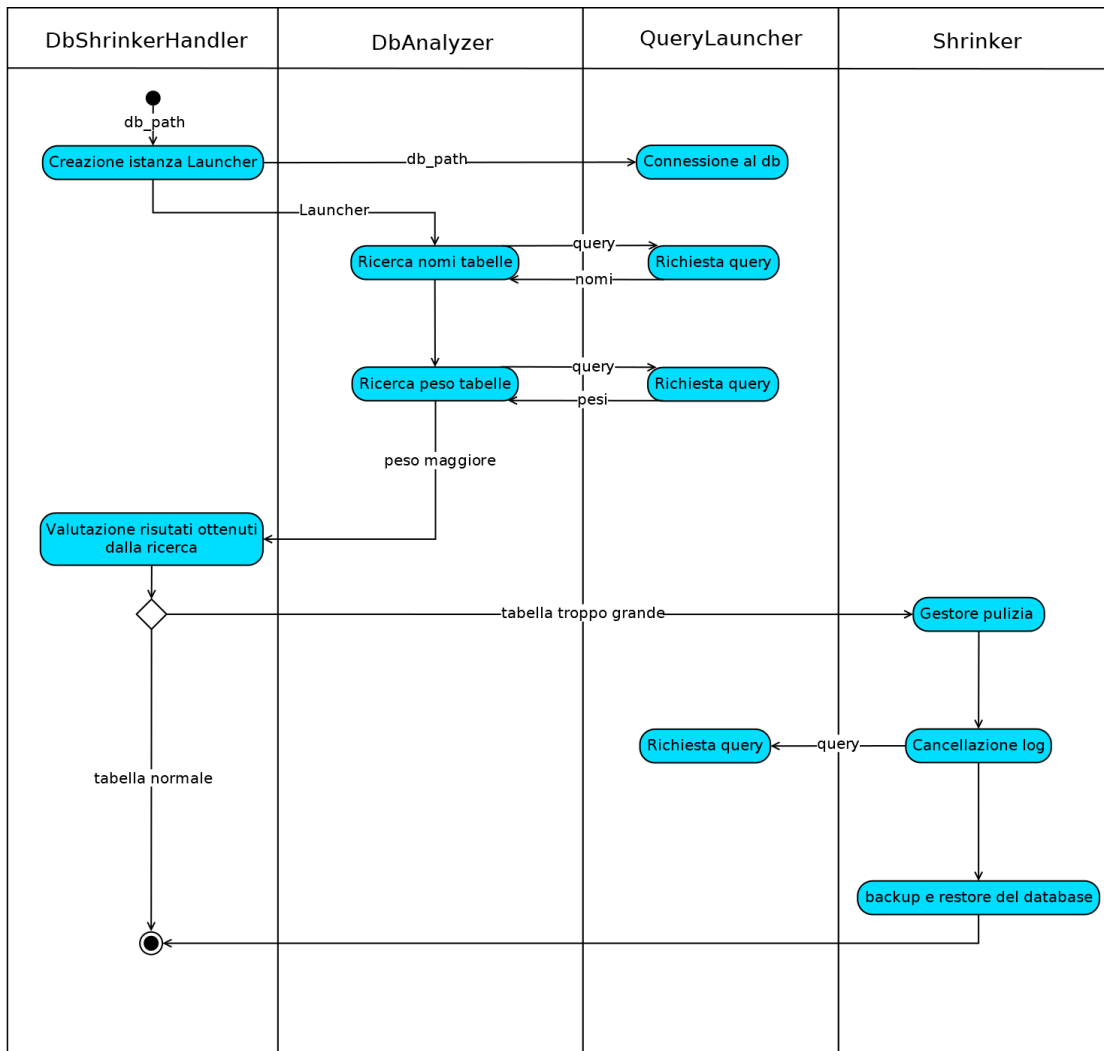 DbShrinkerHandler
DbAnalyzer
QueryLauncher
Shrinker
db_path
Creazione istanza Launcher
db_path
Connessione al db
Launcher
Ricerca nomi tabelle
query
Richiesta query
nomi
Ricerca peso tabelle
query
Richiesta query
pesi
peso maggiore
Valutazione risutati ottenuti
dalla ricerca
tabella troppo grande
Gestore pulizia
Richiesta query
query
Cancellazione log
tabella normale
backup e restore del database